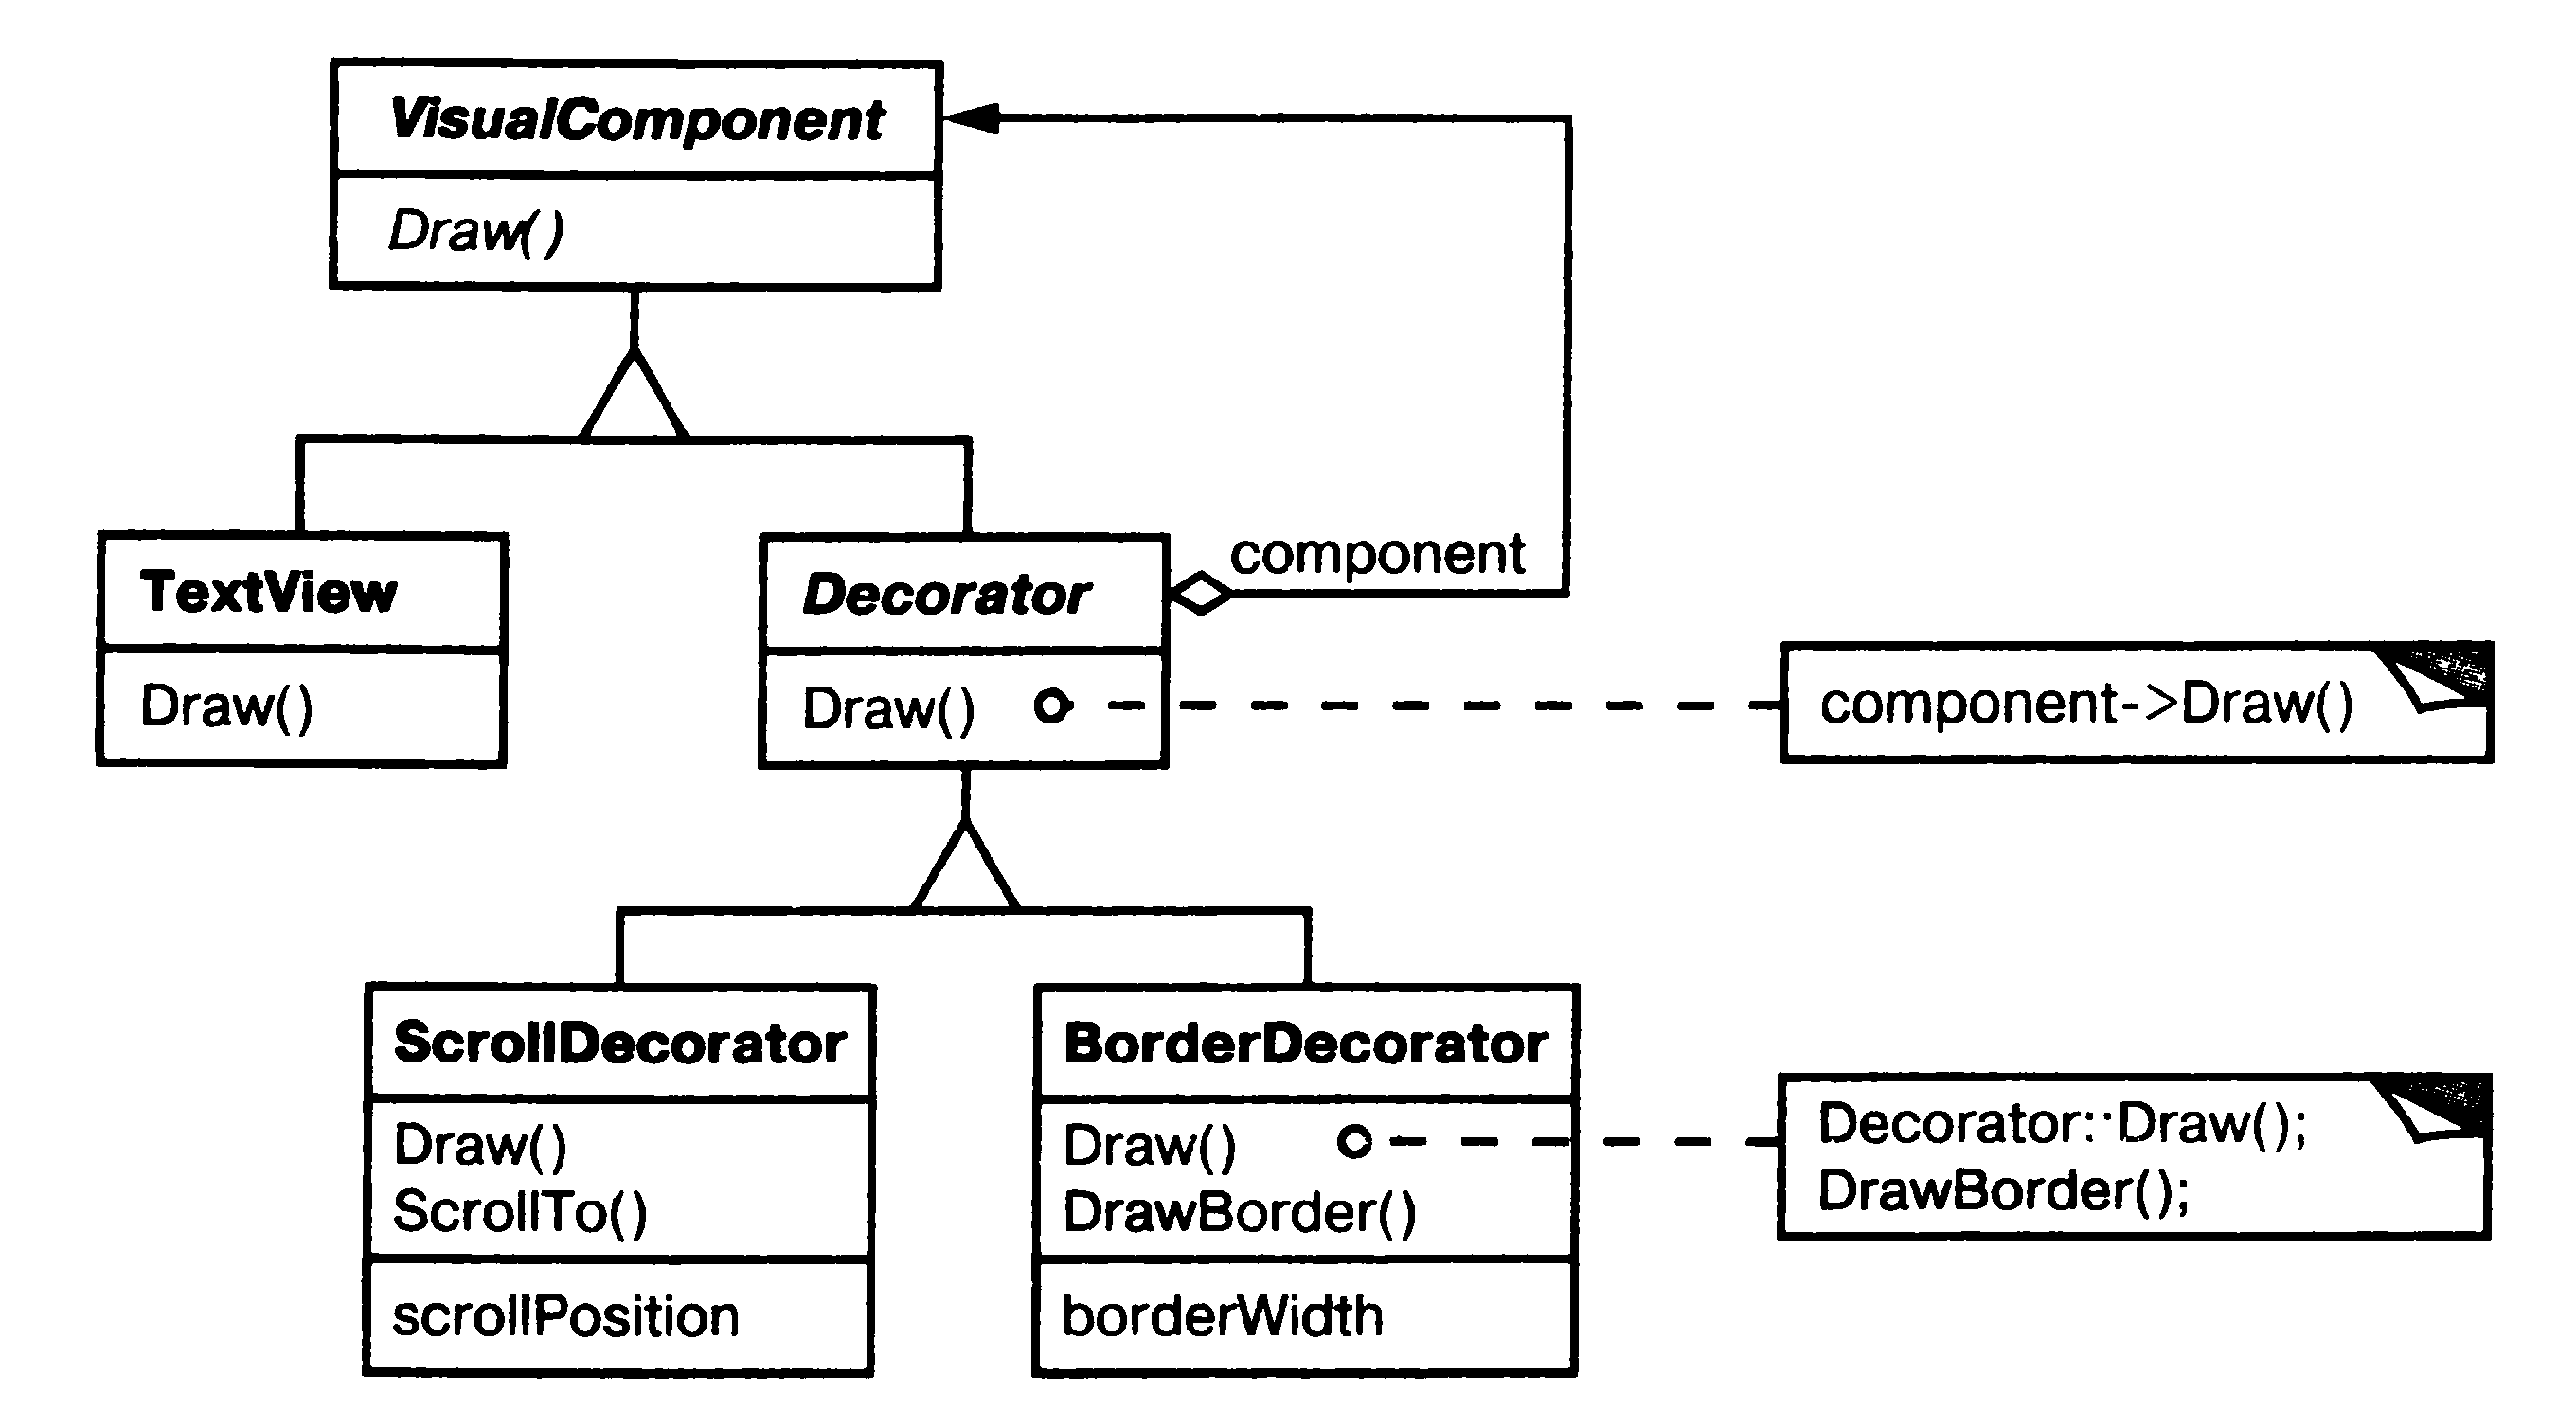 VisualComponent
Draw()
TextView
Draw()
Decorator
Draw()
component
component->Draw()
ScrollDecorator
Draw()
ScrollTo()
scrollPosition
BorderDecorator
Draw()
DrawBorder()
borderWidth
Decorator::Draw();
DrawBorder();